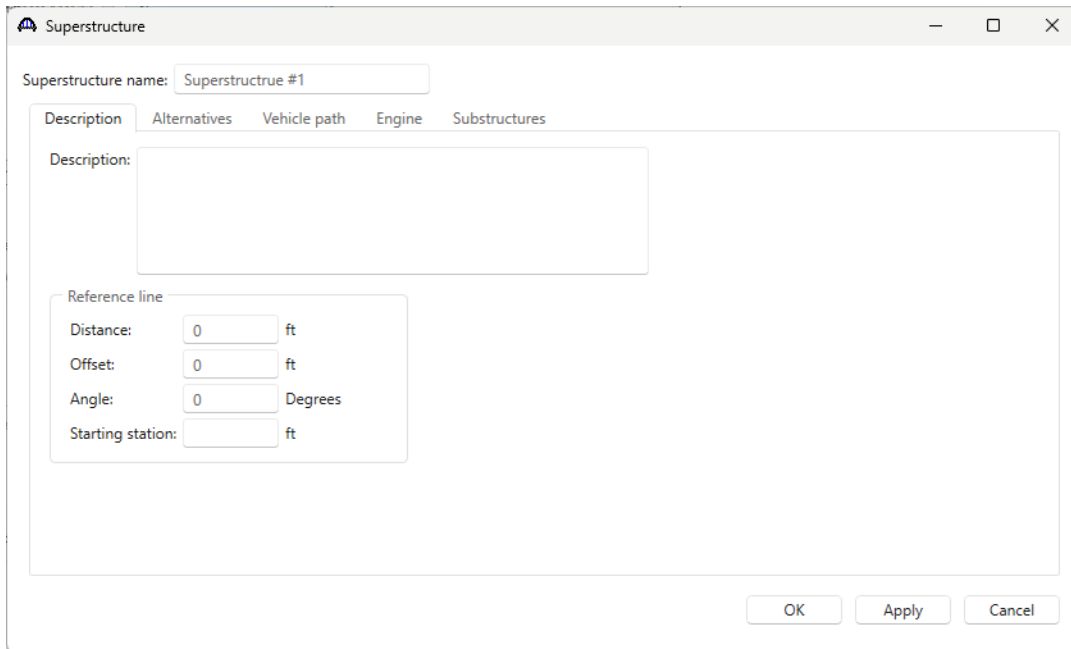 Superstructure
Superstructure name: Superstructrue #1
Description Alternatives Vehicle path Engine Substructures
Description:
Reference line
Distance: 0 ft
Offset: 0 ft
Angle: 0 Degrees
Starting station: ft
OK Apply Cancel